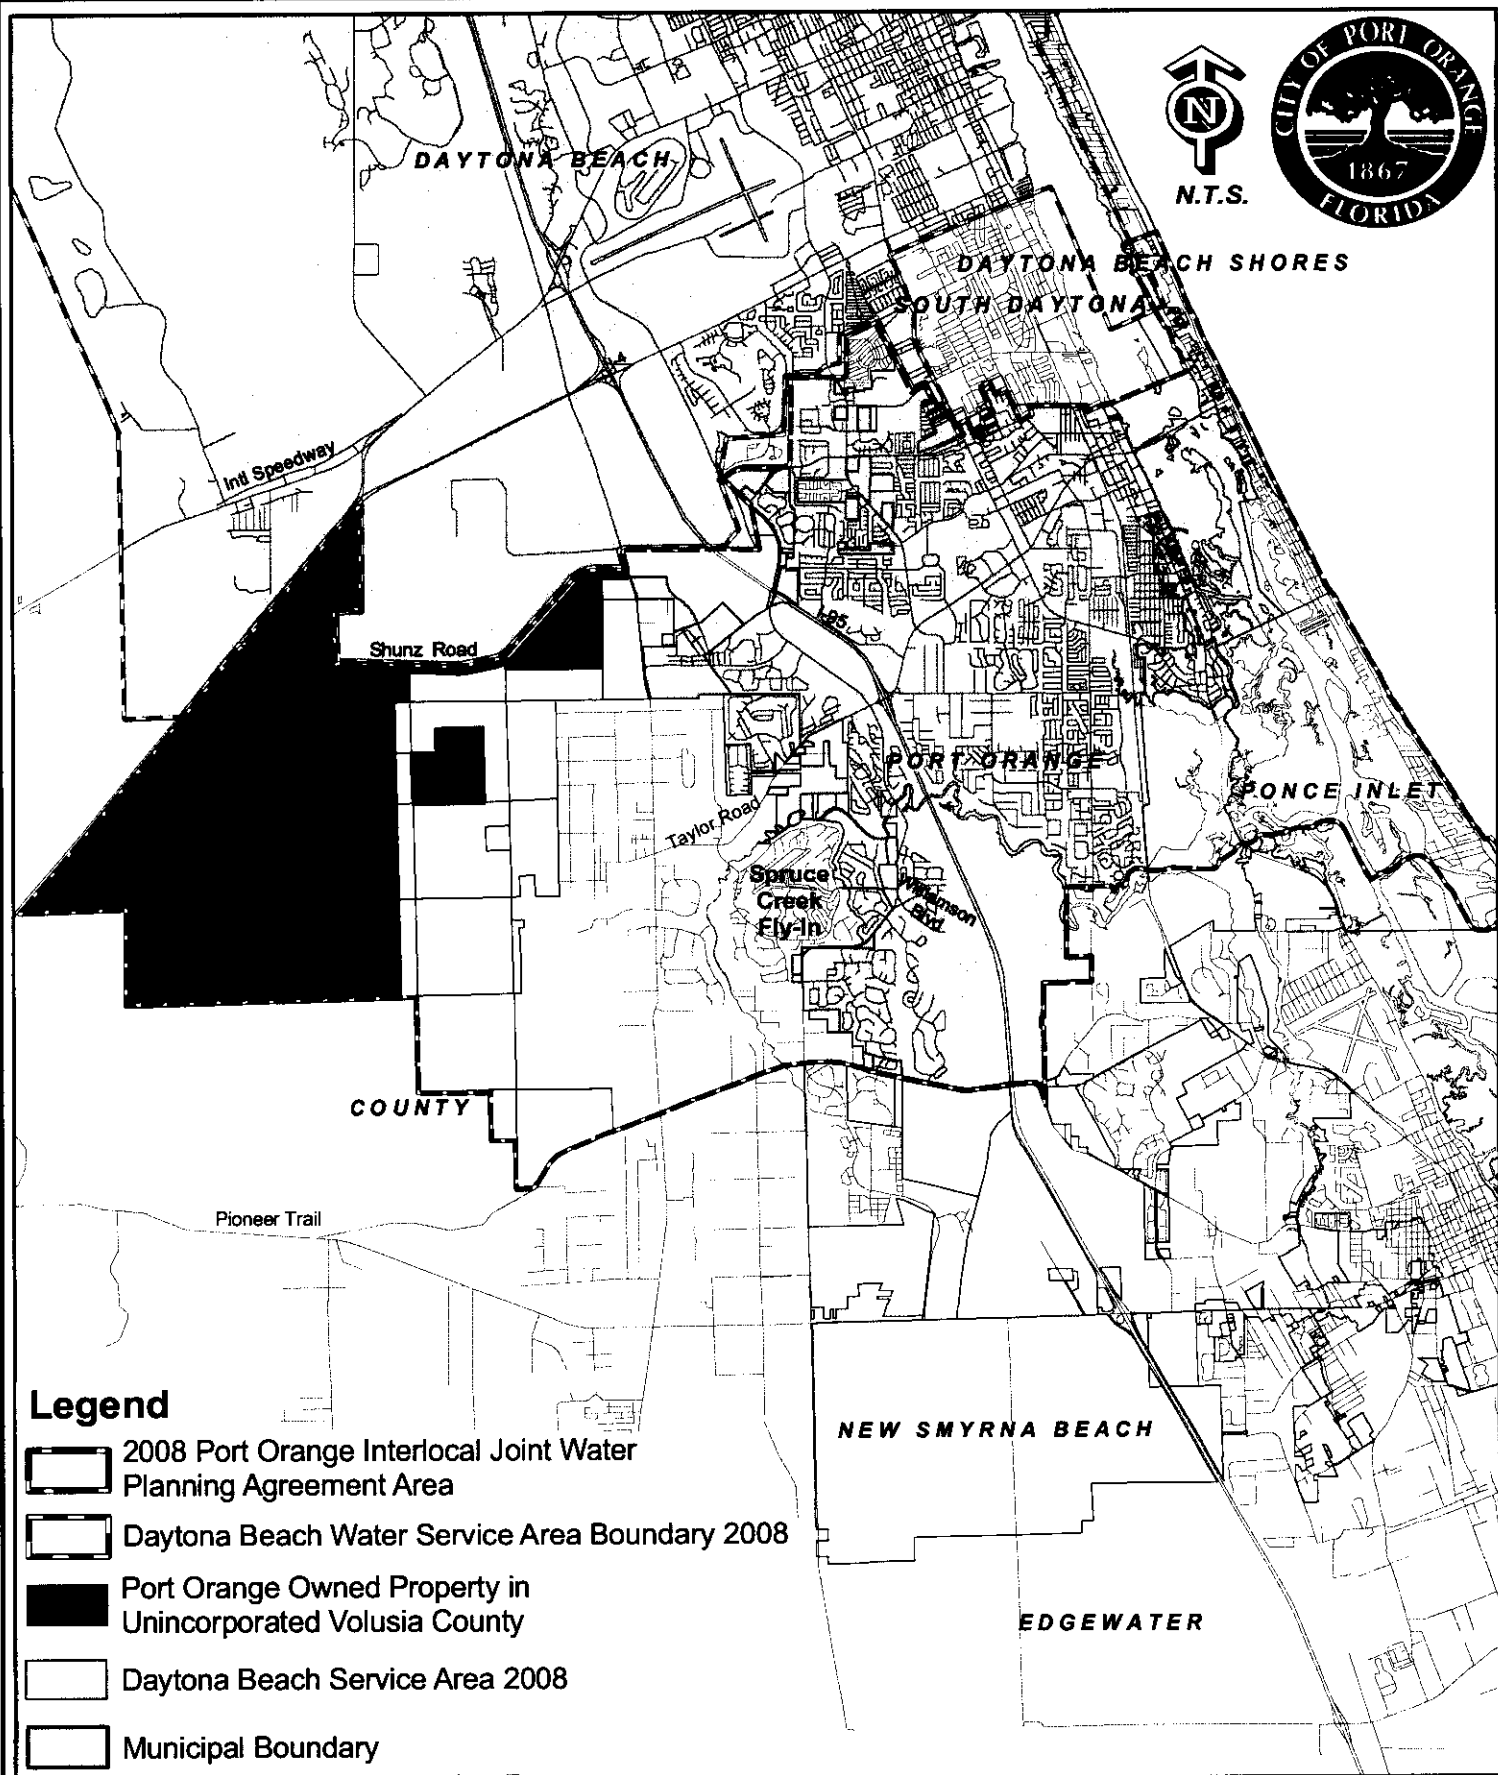 CITY OF PORT ORANGE
1867
FLORIDA
N
N.T.S.
DAYTONA BEACH
DAYTONA BEACH SHORES
SOUTH DAYTONA
Intl Speedway
I-95
Shunz Road
PORT ORANGE
PONCE INLET
Taylor Road
Spruce
Creek
Fly-In
Williamson
Blvd
COUNTY
Pioneer Trail
NEW SMYRNA BEACH
EDGEWATER
Legend
2008 Port Orange Interlocal Joint Water
Planning Agreement Area
Daytona Beach Water Service Area Boundary 2008
Port Orange Owned Property in
Unincorporated Volusia County
Daytona Beach Service Area 2008
Municipal Boundary